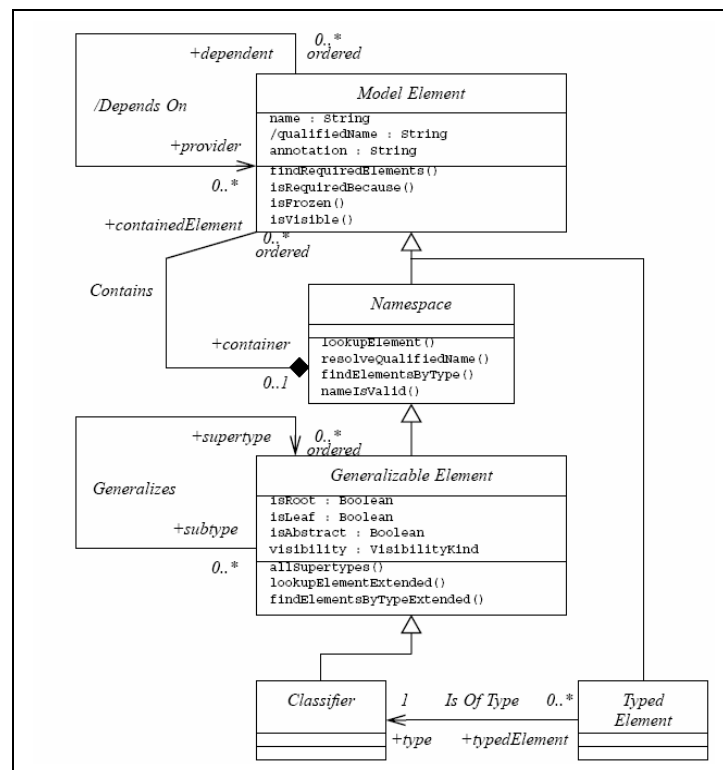 0..*
+dependent ordered
Model Element
name : String
/Depends On
/qualifiedName : String
annotation : String
+provider
findRequiredElements()
0..*
isRequiredBecause()
isFrozen()
isVisible()
+containedElement
0..*
ordered
Contains
Namespace
lookupElement()
+container
resolveQualifiedName()
findElementsByType()
0..1
nameIsValid()
+supertype
0..*
ordered
Generalizable Element
Generalizes
isRoot : Boolean
isLeaf : Boolean
isAbstract : Boolean
+subtype
visibility : VisibilityKind
0..*
allSupertypes()
lookupElementExtended()
findElementsByTypeExtended()
Classifier
1 Is Of Type 0..*
Typed
Element
+type +typedElement